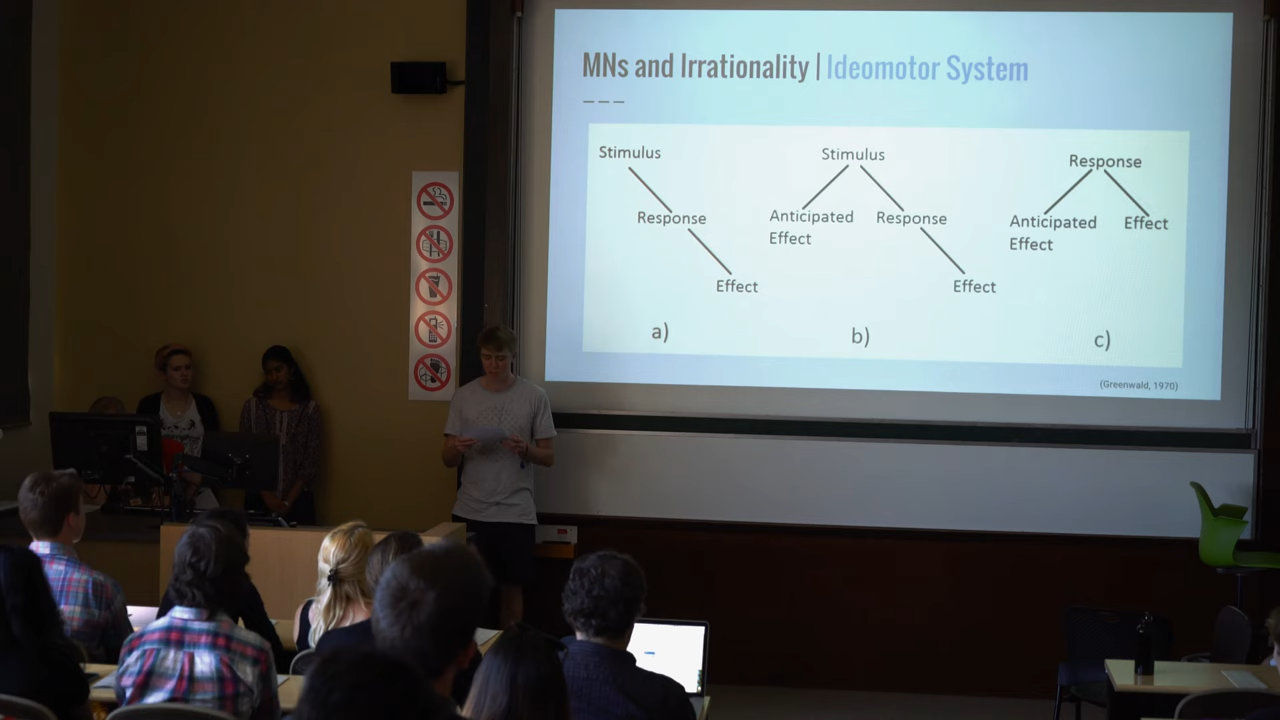 MNs and Irrationality | Ideomotor System
Stimulus
Response
Effect
a)
Stimulus
Anticipated
Effect
Response
Effect
b)
Response
Anticipated
Effect
Effect
c)
(Greenwald, 1970)